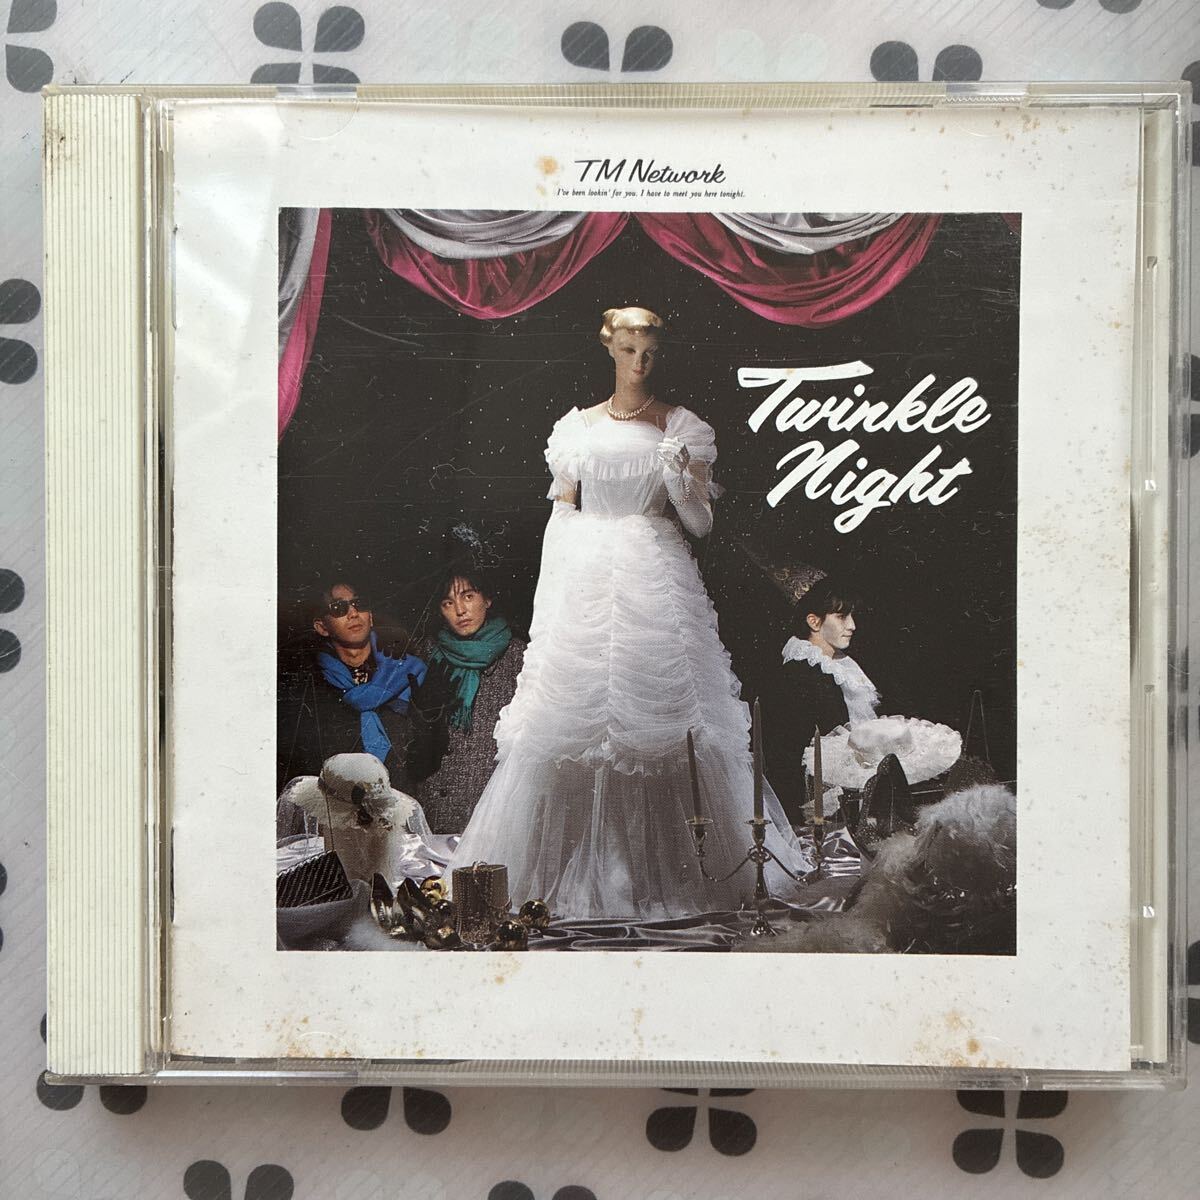 TM Network
I've been lookin' for you. I have to meet you here tonight.
Twinkle
Night